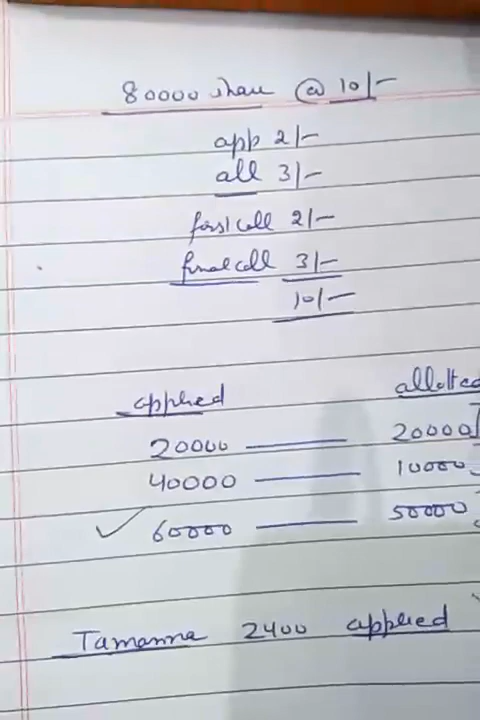 80000 share @ 10/-
app 2/-
all 3/-
first call 2/-
final call 3/-
10/-
applied allotted
20000 — 20000
40000 — 10000
✓ 60000 — 50000
Tamanna 2400 applied